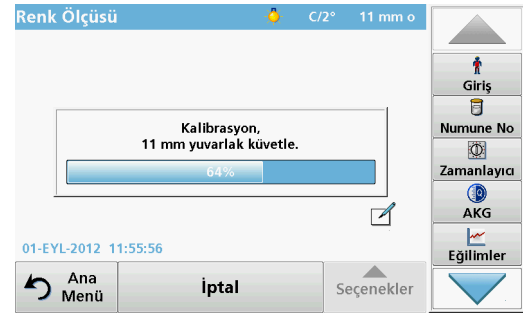 Renk Ölçüsü C/2° 11 mm o
Kalibrasyon,
11 mm yuvarlak küvetle.
64%
01-EYL-2012 11:55:56
Ana
Menü
İptal
Seçenekler
Giriş
Numune No
Zamanlayıcı
AKG
Eğilimler